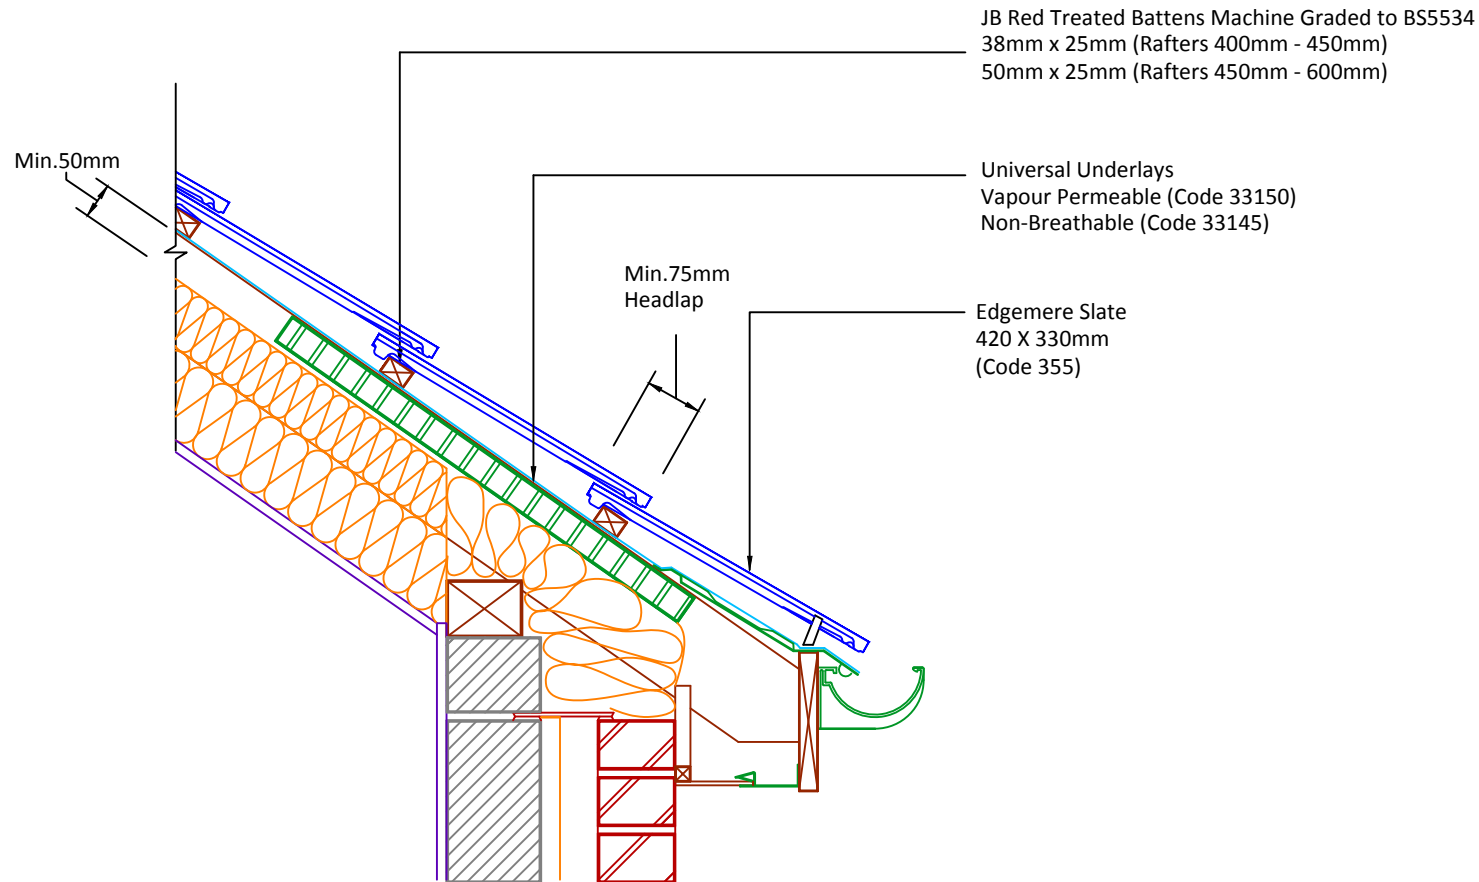 JB Red Treated Battens Machine Graded to BS5534
38mm x 25mm (Rafters 400mm - 450mm)
50mm x 25mm (Rafters 450mm - 600mm)
Min.50mm
Universal Underlays
Vapour Permeable (Code 33150)
Non-Breathable (Code 33145)
Min.75mm
Headlap
Edgemere Slate
420 X 330mm
(Code 355)